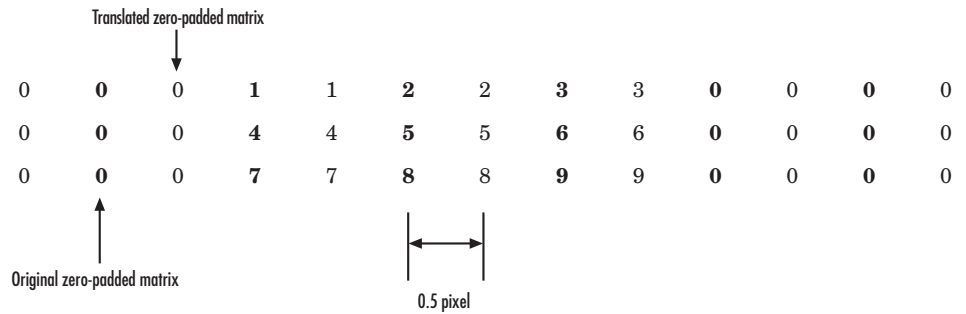 Translated zero-padded matrix
0 0 0 1 1 2 2 3 3 0 0 0 0
0 0 0 4 4 5 5 6 6 0 0 0 0
0 0 0 7 7 8 8 9 9 0 0 0 0
Original zero-padded matrix
0.5 pixel